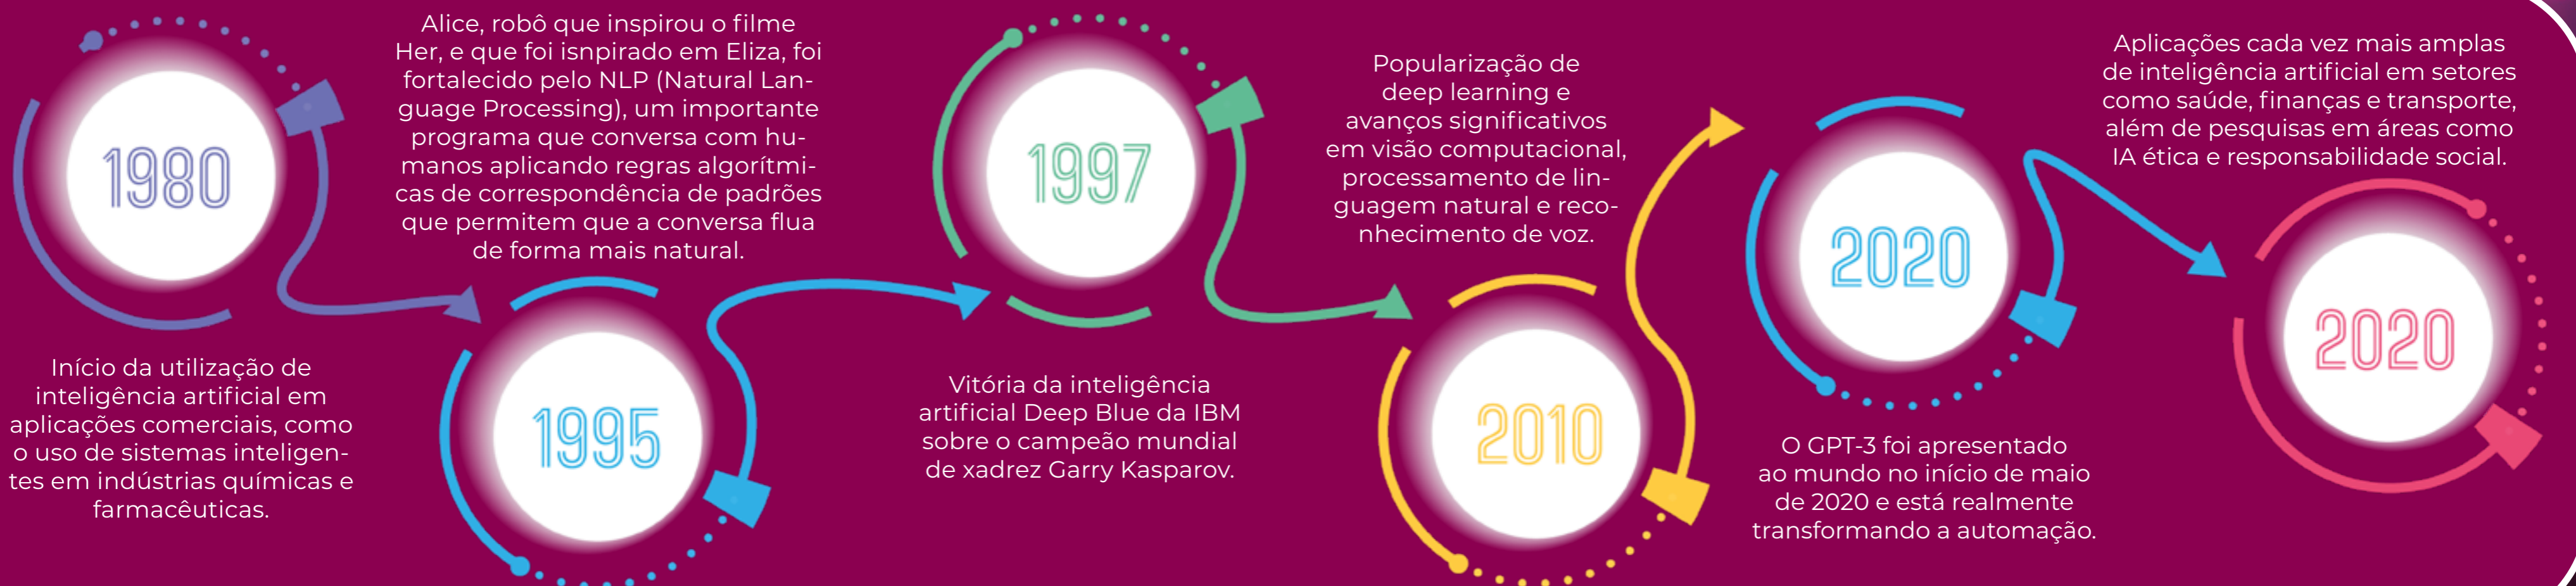 1980
Início da utilização de
inteligência artificial em
aplicações comerciais, como
o uso de sistemas inteligen-
tes em indústrias químicas e
farmacêuticas.
Alice, robô que inspirou o filme
Her, e que foi isnpirado em Eliza, foi
fortalecido pelo NLP (Natural Lan-
guage Processing), um importante
programa que conversa com hu-
manos aplicando regras algorítmi-
cas de correspondência de padrões
que permitem que a conversa flua
de forma mais natural.
1995
1997
Vitória da inteligência
artificial Deep Blue da IBM
sobre o campeão mundial
de xadrez Garry Kasparov.
Popularização de
deep learning e
avanços significativos
em visão computacional,
processamento de lin-
guagem natural e reco-
nhecimento de voz.
2010
2020
O GPT-3 foi apresentado
ao mundo no início de maio
de 2020 e está realmente
transformando a automação.
Aplicações cada vez mais amplas
de inteligência artificial em setores
como saúde, finanças e transporte,
além de pesquisas em áreas como
IA ética e responsabilidade social.
2020